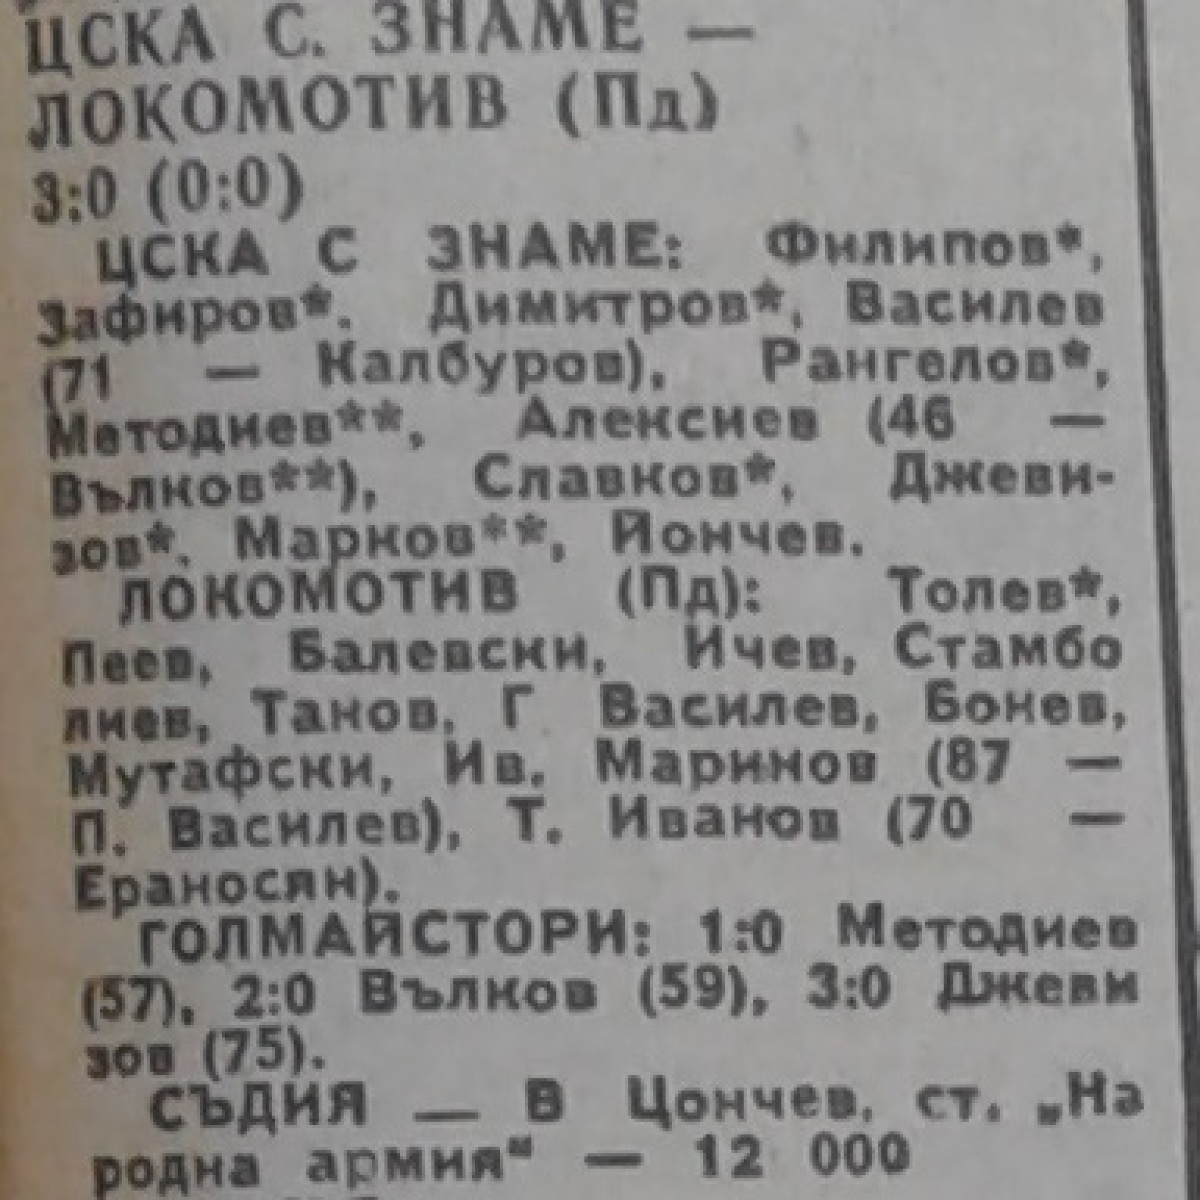 ЦСКА С. ЗНАМЕ —
ЛОКОМОТИВ (Пд)
3:0 (0:0)
ЦСКА С ЗНАМЕ: Филипов*,
Зафиров*. Димитров*, Василев
(71 — Калбуров), Рангелов*,
Методиев**, Алексиев (46 —
Вълков**), Славков*, Джеви-
зов*. Марков**, Йончев.
ЛОКОМОТИВ (Пд): Толев*,
Пеев, Балевски, Ичев, Стамбо
лиев, Танов, Г Василев, Бонев,
Мутафски, Ив. Маринов (87 —
П. Василев), Т. Иванов (70 —
Ераносян).
ГОЛМАЙСТОРИ: 1:0 Методиев
(57), 2:0 Вълков (59), 3:0 Джеви
зов (75).
СЪДИЯ — В Цончев, ст. „На
родна армия“ — 12 000